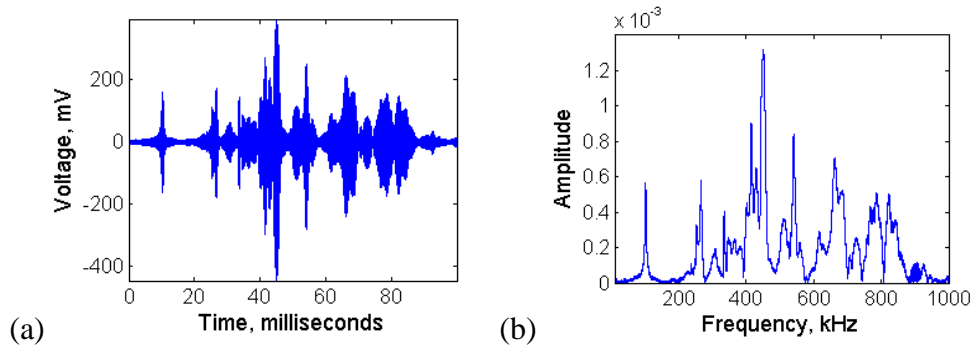 (a)
Voltage, mV
200
0
-200
-400
0 20 40 60 80
Time, milliseconds
(b)
x 10⁻³
Amplitude
1.2
1
0.8
0.6
0.4
0.2
0
200 400 600 800 1000
Frequency, kHz